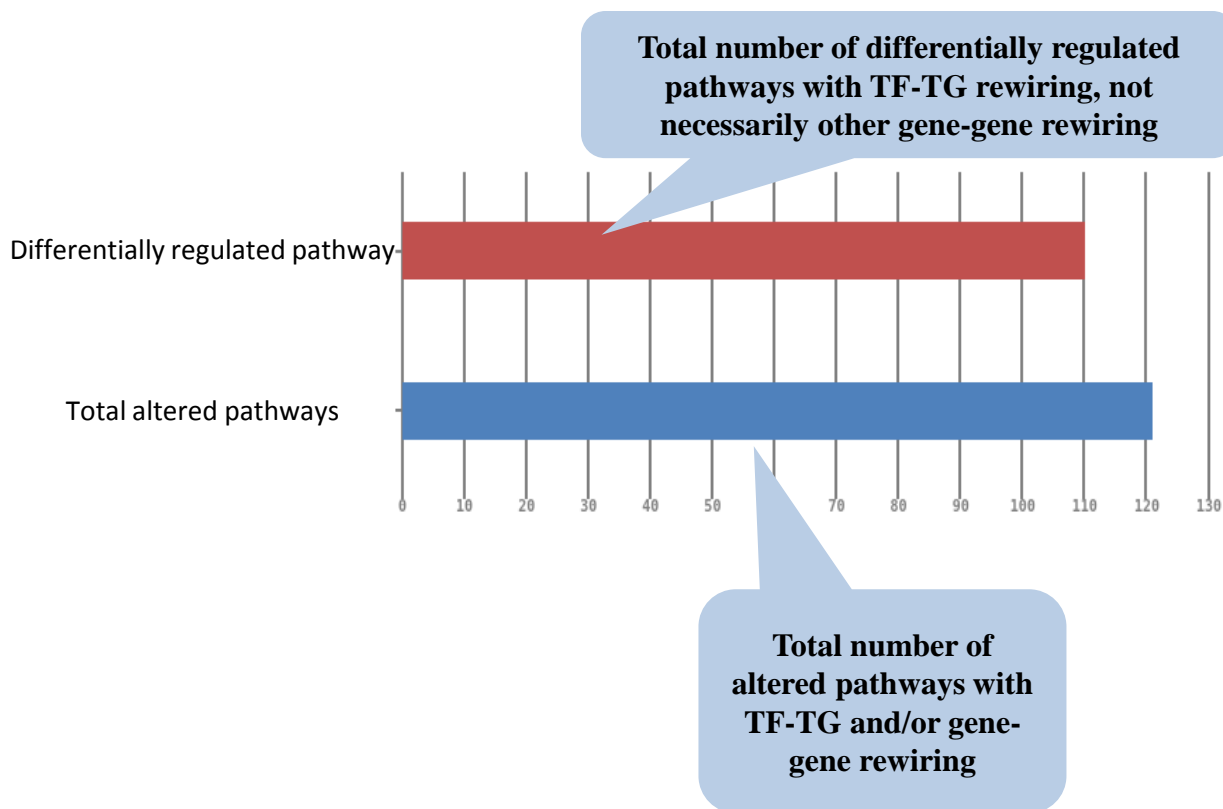 Total number of differentially regulated
pathways with TF-TG rewiring, not
necessarily other gene-gene rewiring
Differentially regulated pathway
Total altered pathways
0 10 20 30 40 50 70 80 90 100 110 120 130
Total number of
altered pathways with
TF-TG and/or gene-
gene rewiring